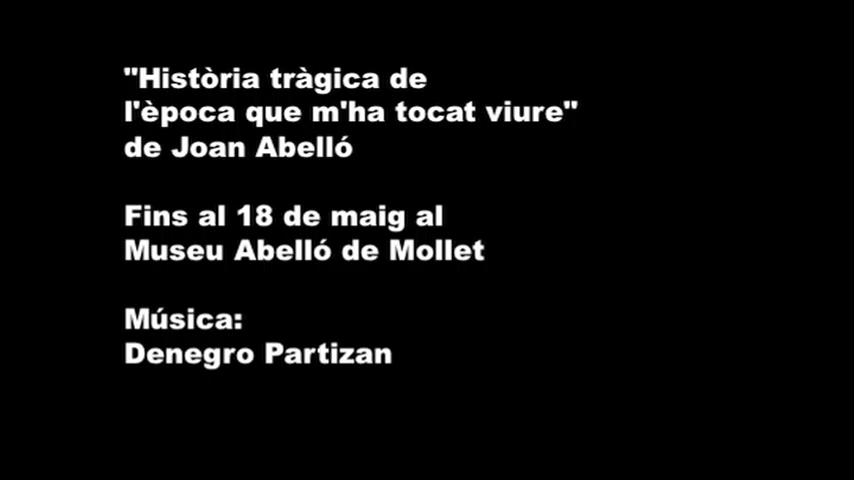 "Història tràgica de
l'època que m'ha tocat viure"
de Joan Abelló
Fins al 18 de maig al
Museu Abelló de Mollet
Música:
Denegro Partizan